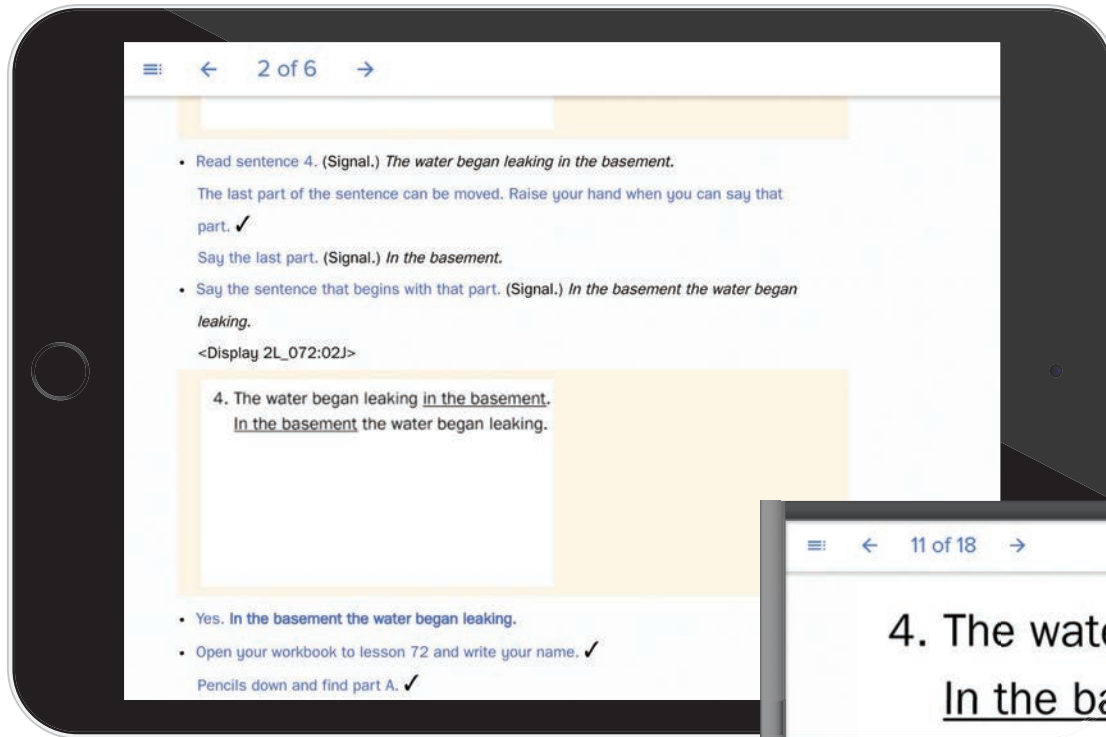 2 of 6
• Read sentence 4. (Signal.) The water began leaking in the basement.
The last part of the sentence can be moved. Raise your hand when you can say that
part. ✓
Say the last part. (Signal.) In the basement.
• Say the sentence that begins with that part. (Signal.) In the basement the water began
leaking.
<Display 2L_072:02J>
4. The water began leaking in the basement.
In the basement the water began leaking.
• Yes. In the basement the water began leaking.
• Open your workbook to lesson 72 and write your name. ✓
Pencils down and find part A. ✓
11 of 18
4. The wat
In the ba